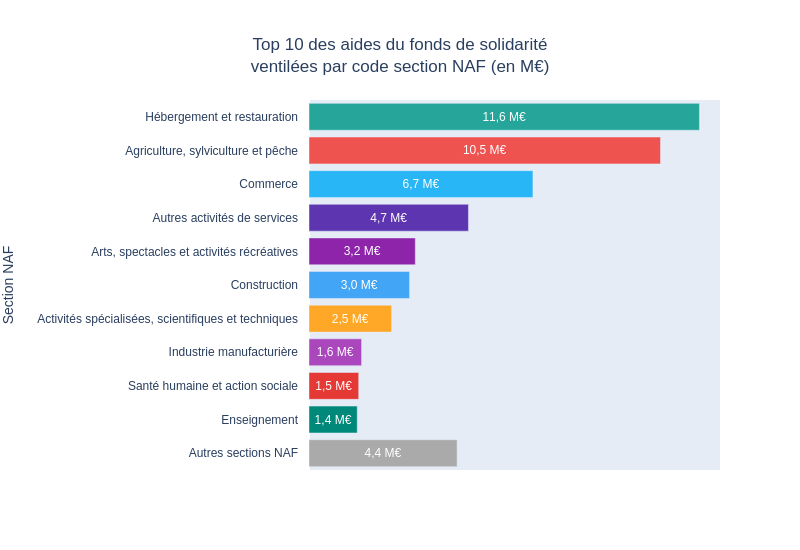 Top 10 des aides du fonds de solidarité
ventilées par code section NAF (en M€)
Section NAF
Hébergement et restauration 11,6 M€
Agriculture, sylviculture et pêche 10,5 M€
Commerce 6,7 M€
Autres activités de services 4,7 M€
Arts, spectacles et activités récréatives 3,2 M€
Construction 3,0 M€
Activités spécialisées, scientifiques et techniques 2,5 M€
Industrie manufacturière 1,6 M€
Santé humaine et action sociale 1,5 M€
Enseignement 1,4 M€
Autres sections NAF 4,4 M€